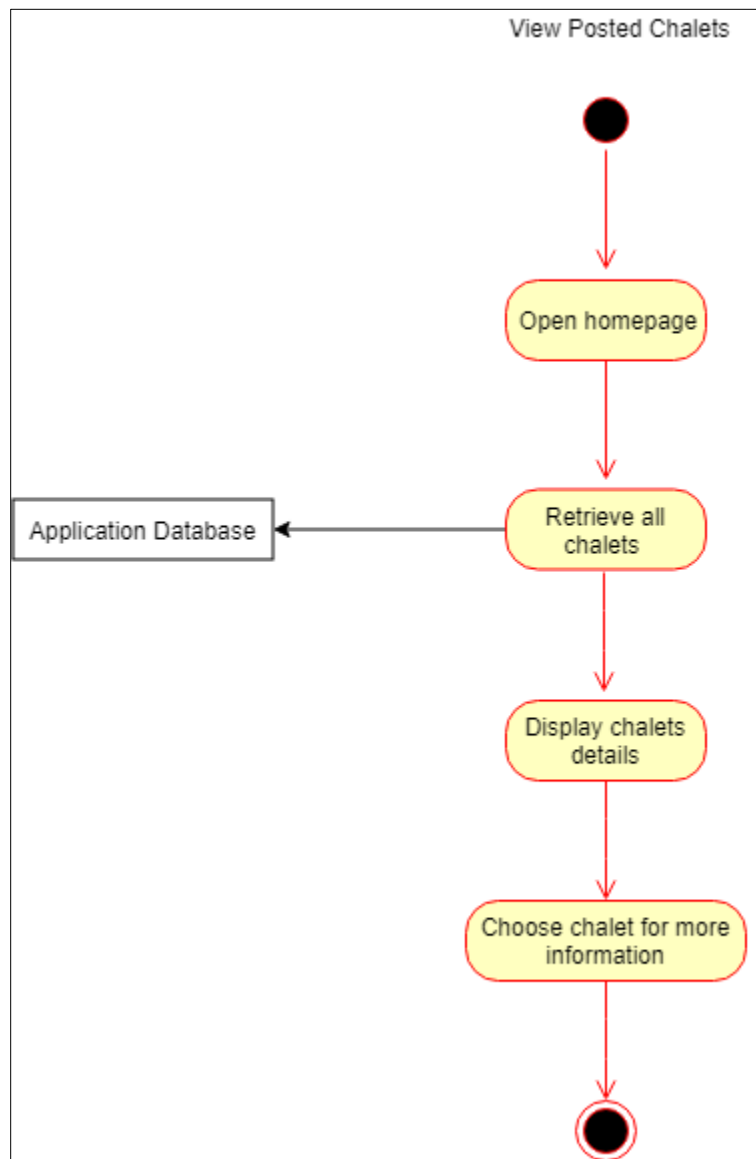 View Posted Chalets
Open homepage
Application Database
Retrieve all
chalets
Display chalets
details
Choose chalet for more
information